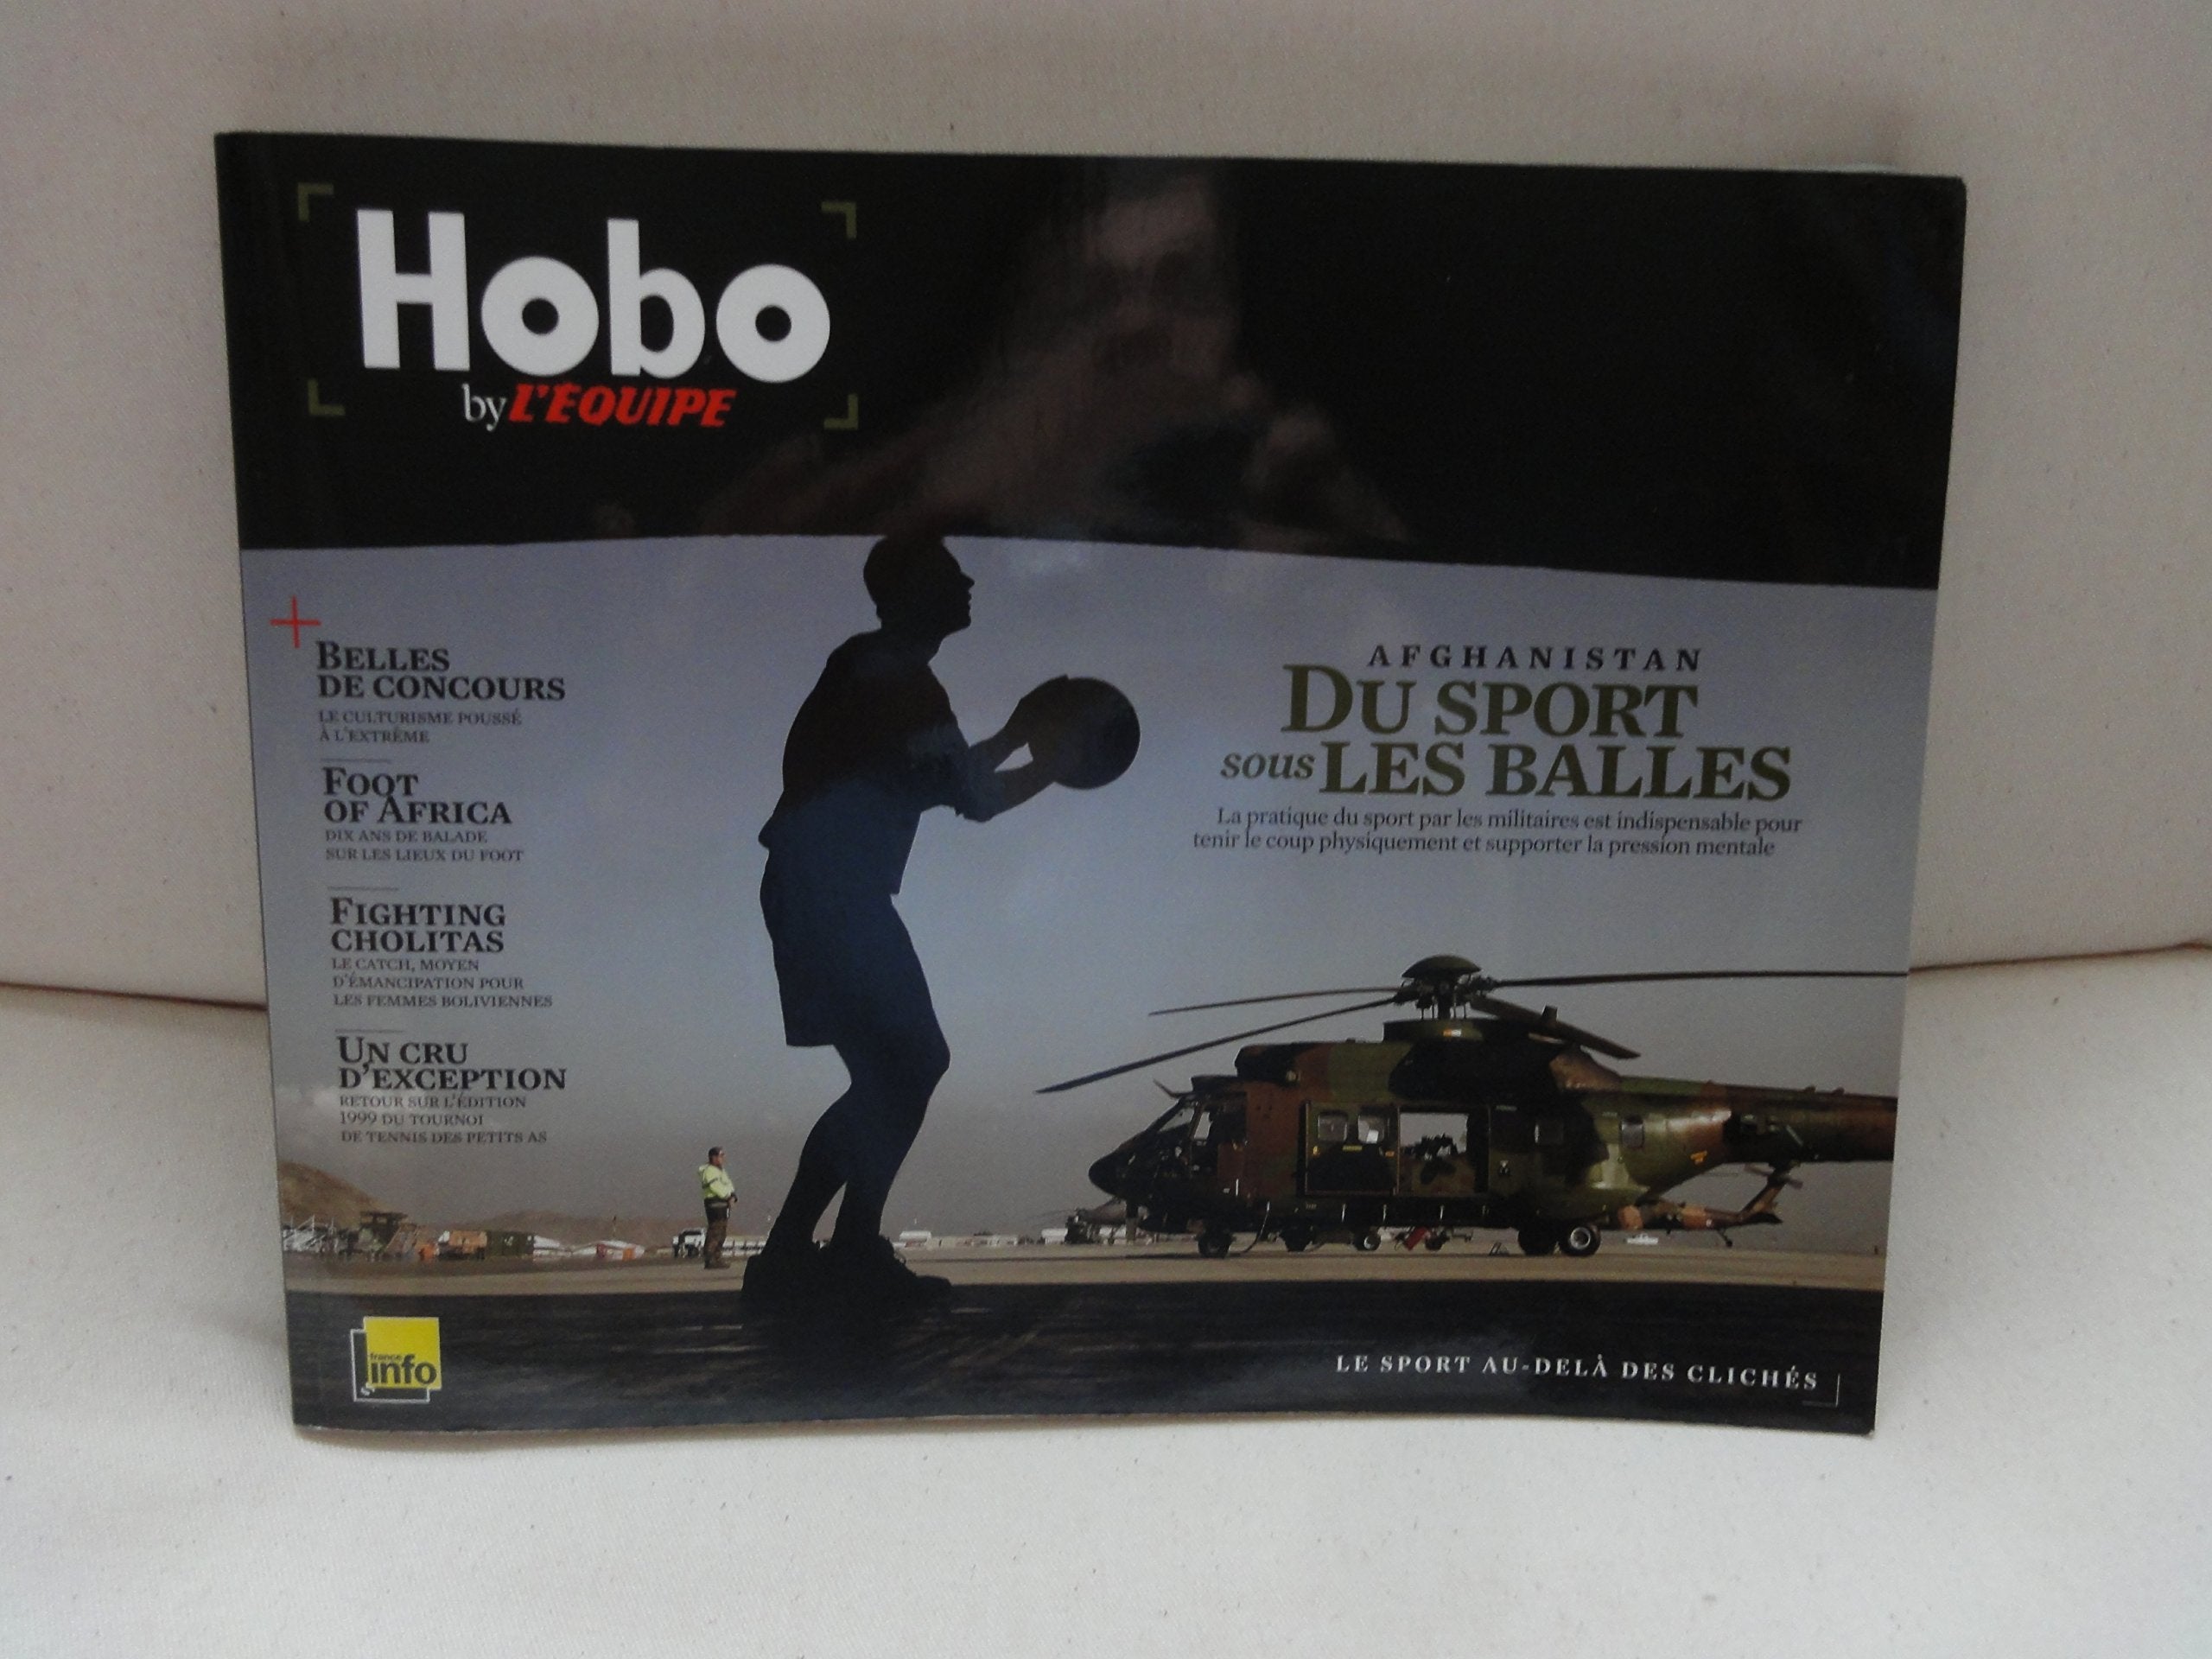 Hobo
by L'ÉQUIPE
BELLES
DE CONCOURS
LE CULTURISME POUSSÉ
À L'EXTRÊME
FOOT
OF AFRICA
DIX ANS DE BALADE
SUR LES LIEUX DU FOOT
FIGHTING
CHOLITAS
LE CATCH, MOYEN
D'ÉMANCIPATION POUR
LES FEMMES BOLIVIENNES
UN CRU
D'EXCEPTION
RETOUR SUR L'ÉDITION
1999 DU TOURNOI
DE TENNIS DES PETITS AS
AFGHANISTAN
DU SPORT
sous LES BALLES
La pratique du sport par les militaires est indispensable pour
tenir le coup physiquement et supporter la pression mentale
france
info
LE SPORT AU-DELÀ DES CLICHÉS